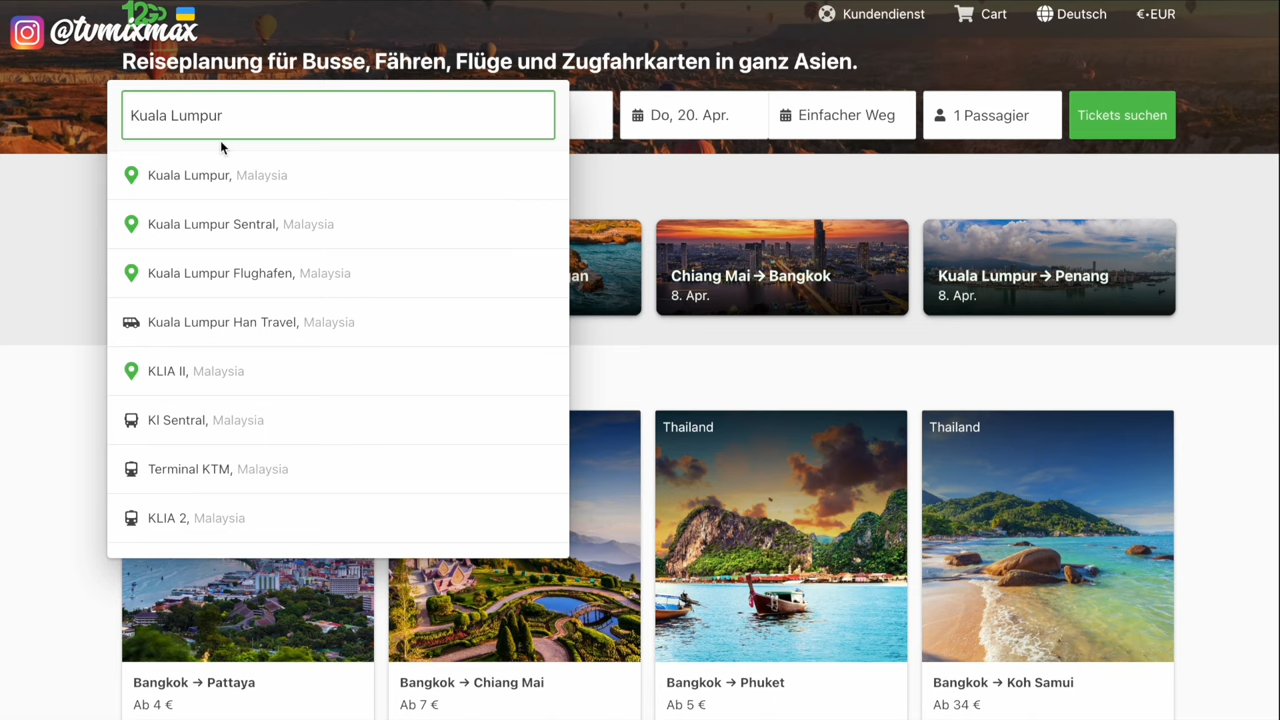 @tvmixmax
12GO
Kundendienst
Cart
Deutsch
€•EUR
Reiseplanung für Busse, Fähren, Flüge und Zugfahrkarten in ganz Asien.
Kuala Lumpur
Do, 20. Apr.
Einfacher Weg
1 Passagier
Tickets suchen
Kuala Lumpur, Malaysia
Kuala Lumpur Sentral, Malaysia
Kuala Lumpur Flughafen, Malaysia
Kuala Lumpur Han Travel, Malaysia
KLIA II, Malaysia
Kl Sentral, Malaysia
Terminal KTM, Malaysia
KLIA 2, Malaysia
Chiang Mai → Bangkok
8. Apr.
Kuala Lumpur → Penang
8. Apr.
Thailand
Thailand
Bangkok → Pattaya
Ab 4 €
Bangkok → Chiang Mai
Ab 7 €
Bangkok → Phuket
Ab 5 €
Bangkok → Koh Samui
Ab 34 €